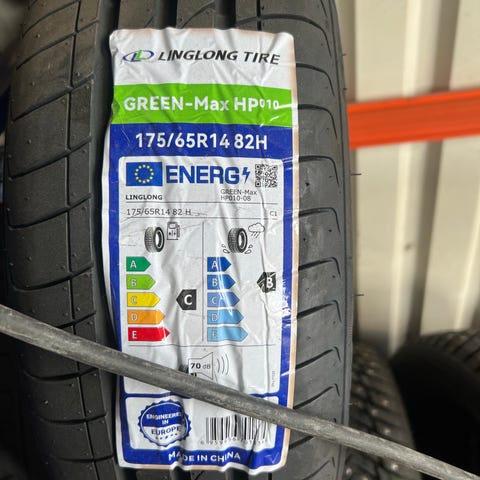 LINGLONG TIRE
GREEN-Max HP010
175/65R14 82H
ENERG
LINGLONG
GREEN-Max
HP010-08
175/65R14 82 H
C1
A
B
C
D
E
C
A
B
C
D
E
B
70 dB
ENGINEERED
IN
EUROPE
MADE IN CHINA